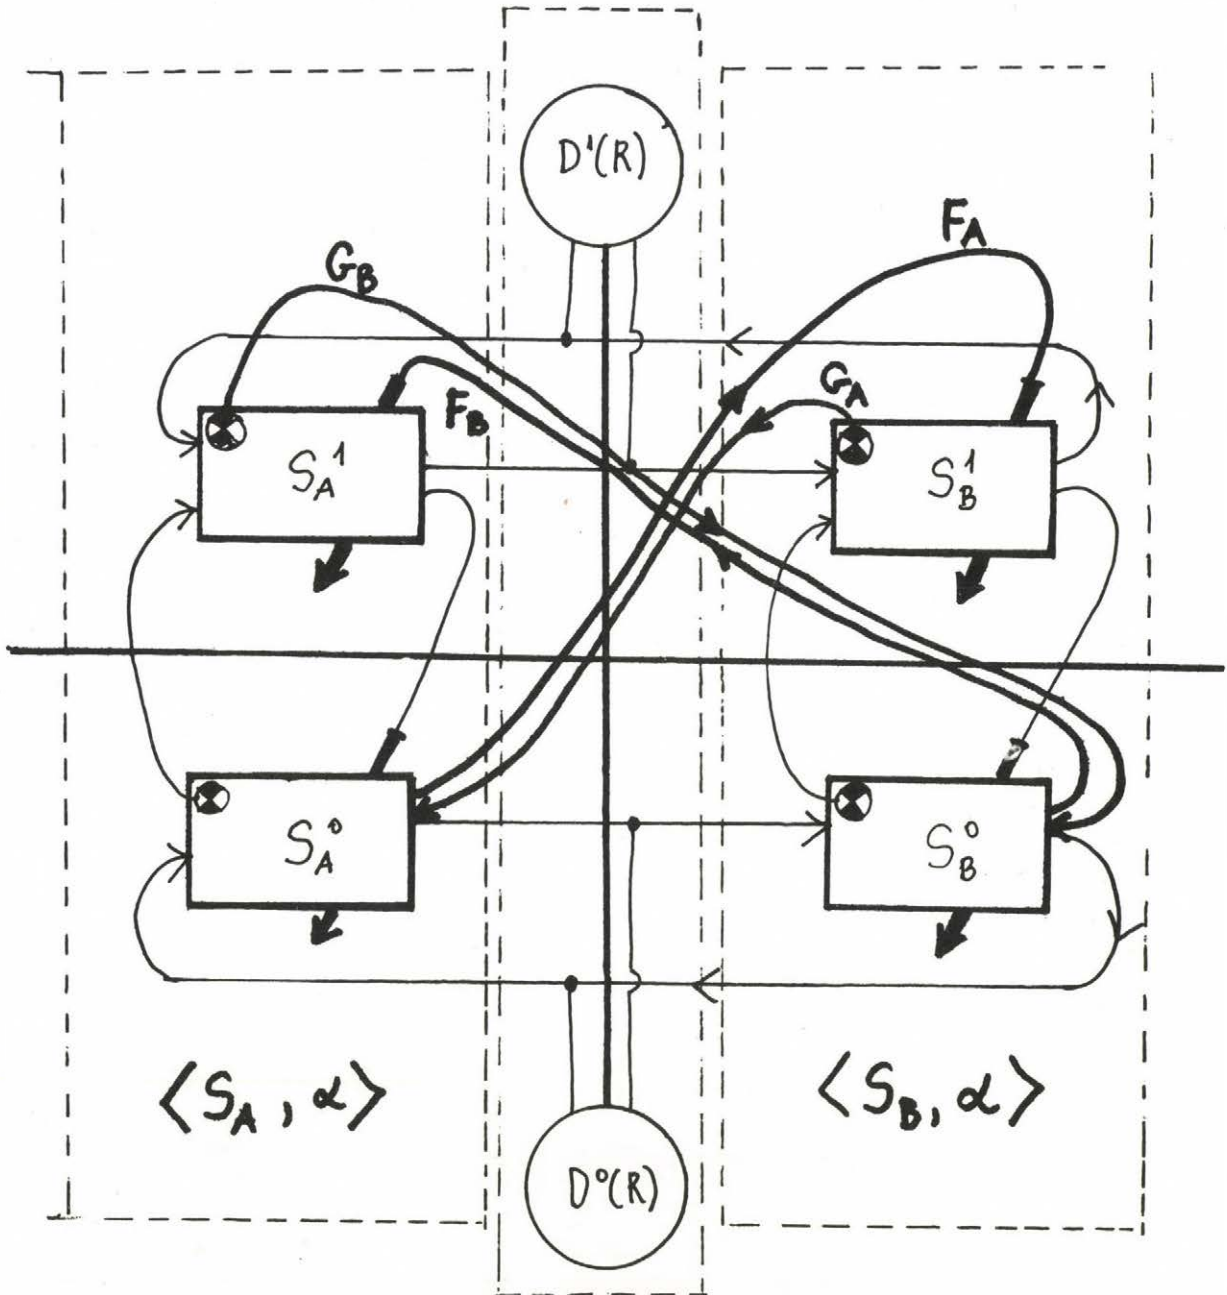 D¹(R)
F_A
G_B
G_A
F_B
S_A¹
S_B¹
S_A⁰
S_B⁰
⟨S_A, α⟩
⟨S_B, α⟩
D⁰(R)